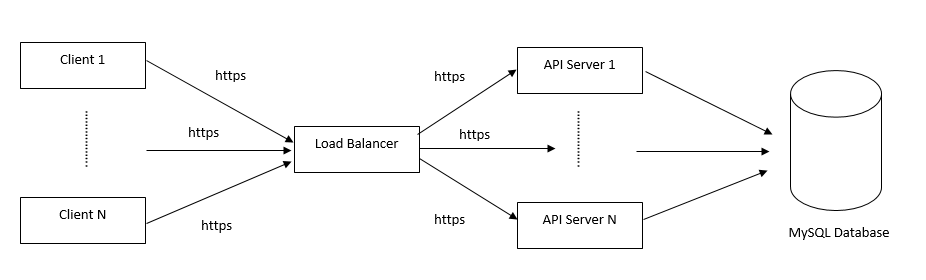 Client 1
https
https
Client N
https
Load Balancer
https
https
https
API Server 1
API Server N
MySQL Database